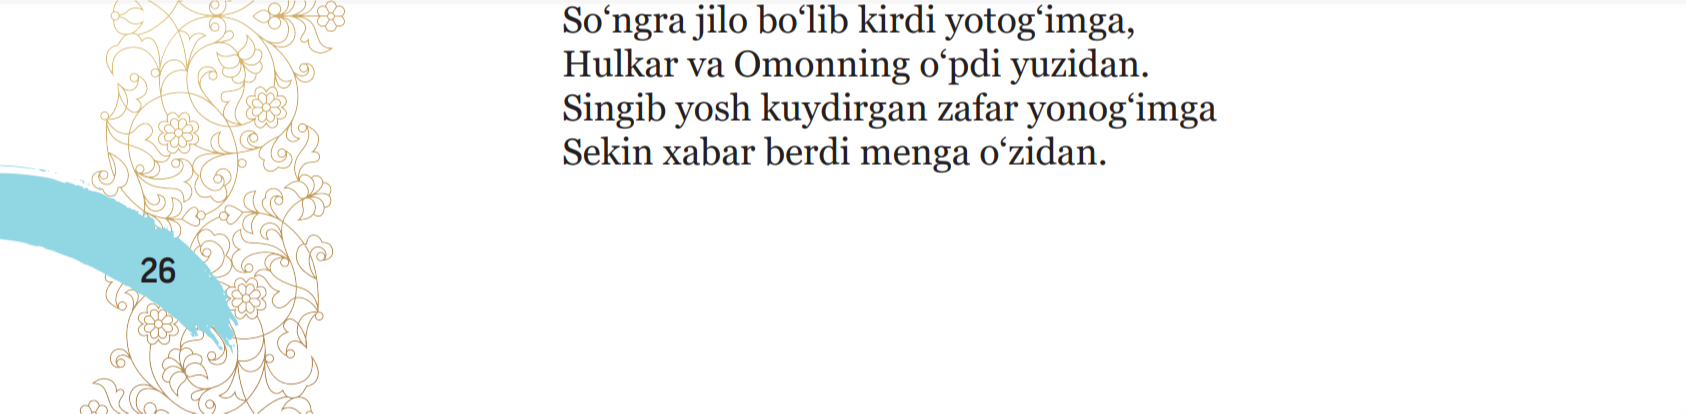 So‘ngra jilo bo‘lib kirdi yotog‘imga,
Hulkar va Omonning o‘pdi yuzidan.
Singib yosh kuydirgan zafar yonog‘imga
Sekin xabar berdi menga o‘zidan.
26